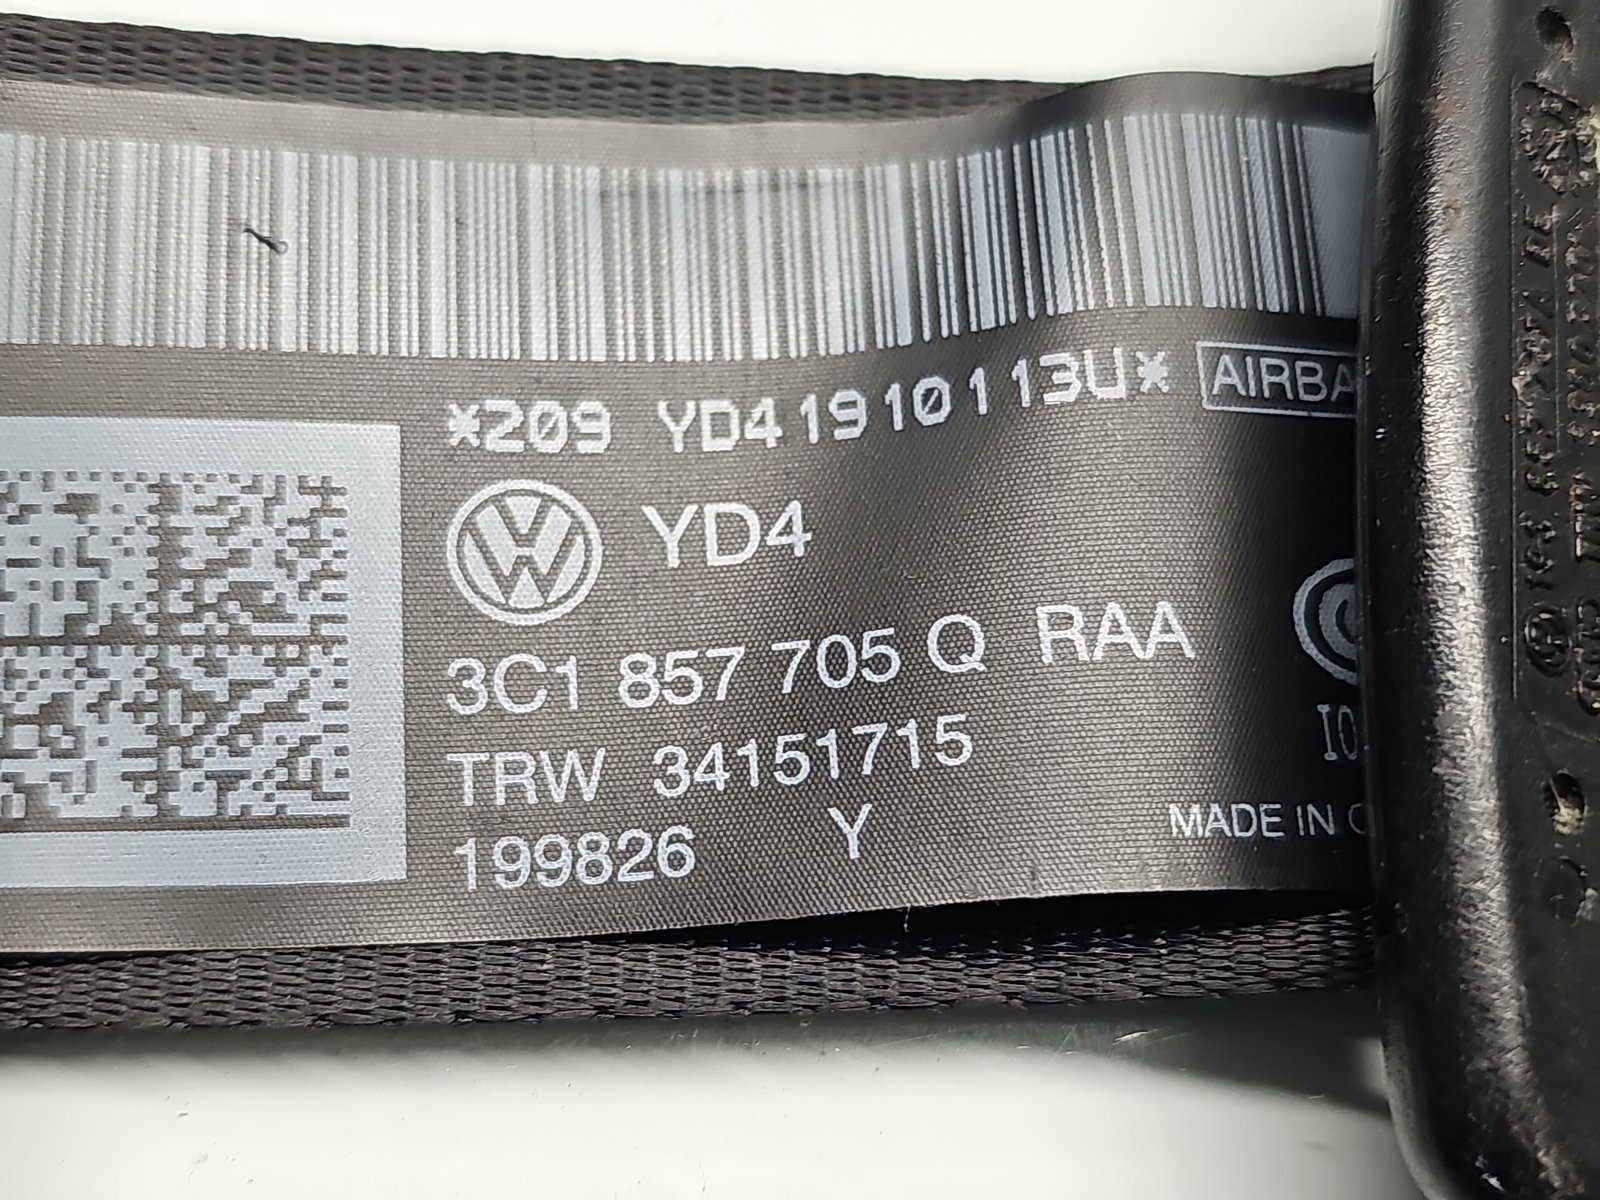 *209 YD41910113U*
AIRBA
YD4
3C1 857 705 Q RAA
TRW 34151715
199826 Y
MADE IN C